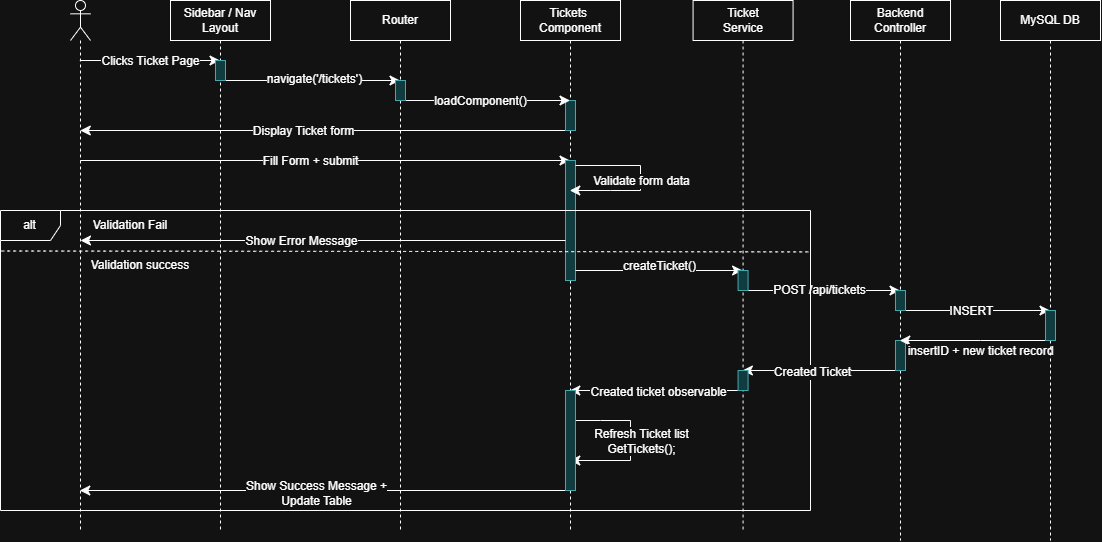 Sidebar / Nav
Layout
Router
Tickets
Component
Ticket
Service
Backend
Controller
MySQL DB
Clicks Ticket Page
navigate('/tickets')
loadComponent()
Display Ticket form
Fill Form + submit
Validate form data
alt
Validation Fail
Show Error Message
Validation success
createTicket()
POST /api/tickets
INSERT
insertID + new ticket record
Created Ticket
Created ticket observable
Refresh Ticket list
GetTickets();
Show Success Message +
Update Table